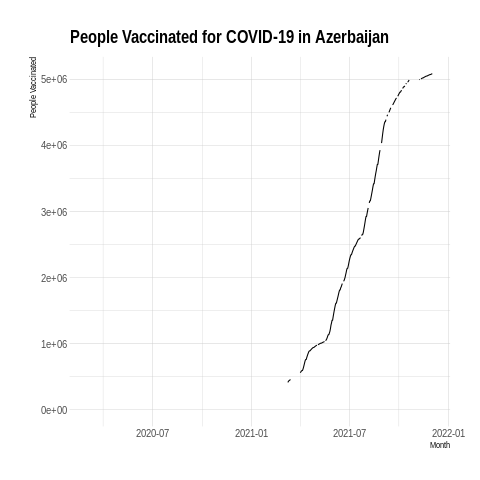 People Vaccinated for COVID-19 in Azerbaijan
People Vaccinated
5e+06
4e+06
3e+06
2e+06
1e+06
0e+00
2020-07
2021-01
2021-07
2022-01
Month